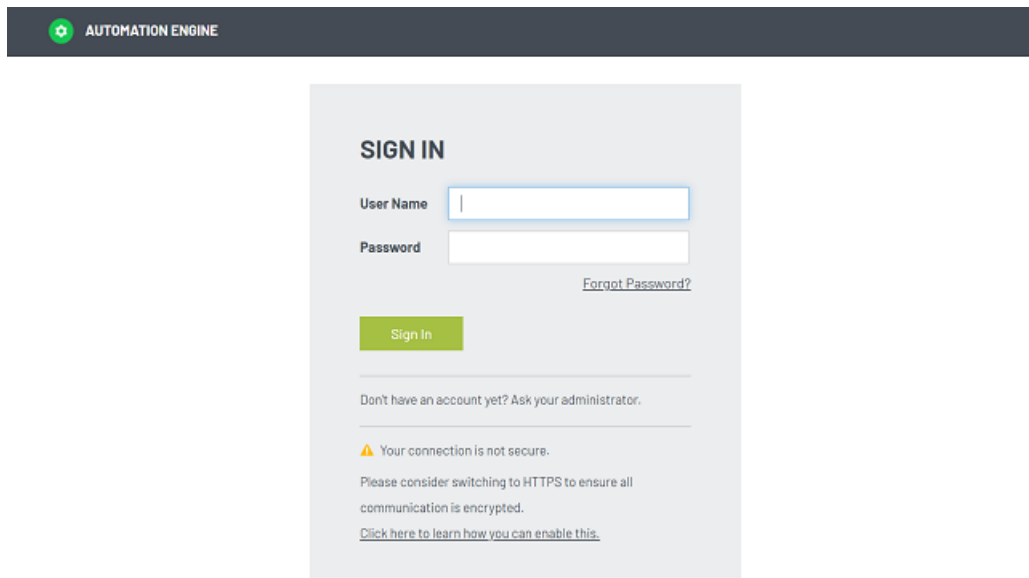 AUTOMATION ENGINE
SIGN IN
User Name
Password
Forgot Password?
Sign In
Don't have an account yet? Ask your administrator.
Your connection is not secure.
Please consider switching to HTTPS to ensure all
communication is encrypted.
Click here to learn how you can enable this.